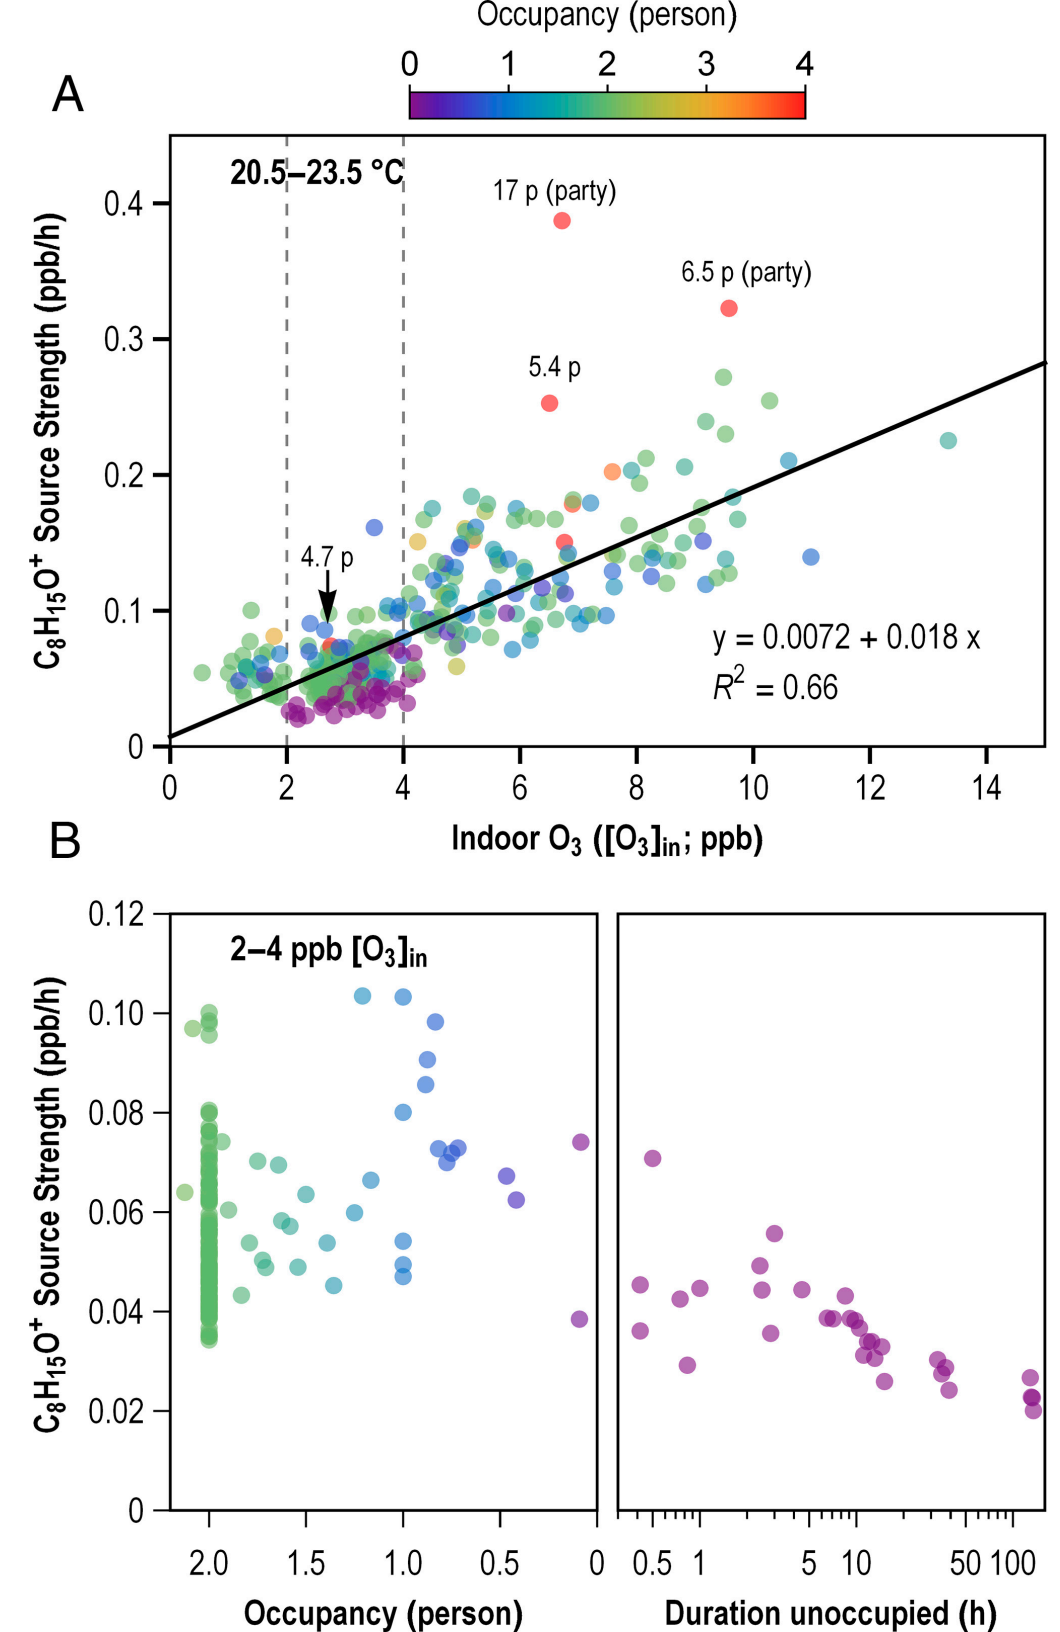 Occupancy (person)
0 1 2 3 4
A
20.5–23.5 °C
17 p (party)
6.5 p (party)
5.4 p
4.7 p
y = 0.0072 + 0.018 x
R² = 0.66
C₈H₁₅O⁺ Source Strength (ppb/h)
0.4
0.3
0.2
0.1
0
0 2 4 6 8 10 12 14
Indoor O₃ ([O₃]in; ppb)
B
2–4 ppb [O₃]in
C₈H₁₅O⁺ Source Strength (ppb/h)
0.12
0.10
0.08
0.06
0.04
0.02
0
2.0 1.5 1.0 0.5 0
0.5 1 5 10 50 100
Occupancy (person)
Duration unoccupied (h)